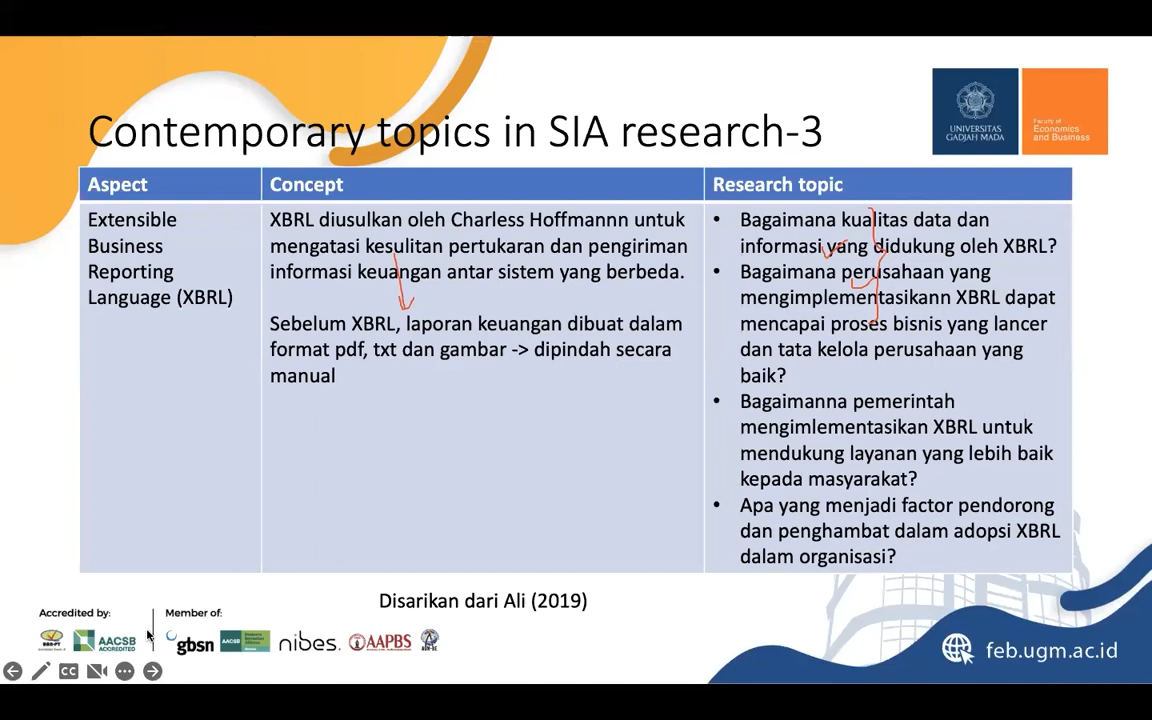 Contemporary topics in SIA research-3
UNIVERSITAS
GADJAH MADA
Faculty of
Economics
and Business
Aspect
Concept
Research topic
Extensible
Business
Reporting
Language (XBRL)
XBRL diusulkan oleh Charless Hoffmannn untuk
mengatasi kesulitan pertukaran dan pengiriman
informasi keuangan antar sistem yang berbeda.
Sebelum XBRL, laporan keuangan dibuat dalam
format pdf, txt dan gambar -> dipindah secara
manual
• Bagaimana kualitas data dan
informasi yang didukung oleh XBRL?
• Bagaimana perusahaan yang
mengimplementasikann XBRL dapat
mencapai proses bisnis yang lancer
dan tata kelola perusahaan yang
baik?
• Bagaimanna pemerintah
mengimlementasikan XBRL untuk
mendukung layanan yang lebih baik
kepada masyarakat?
• Apa yang menjadi factor pendorong
dan penghambat dalam adopsi XBRL
dalam organisasi?
Disarikan dari Ali (2019)
Accredited by:
Member of:
AACSB
ACCREDITED
gbsn
AACSB
nibes.
AAPBS
feb.ugm.ac.id
CC